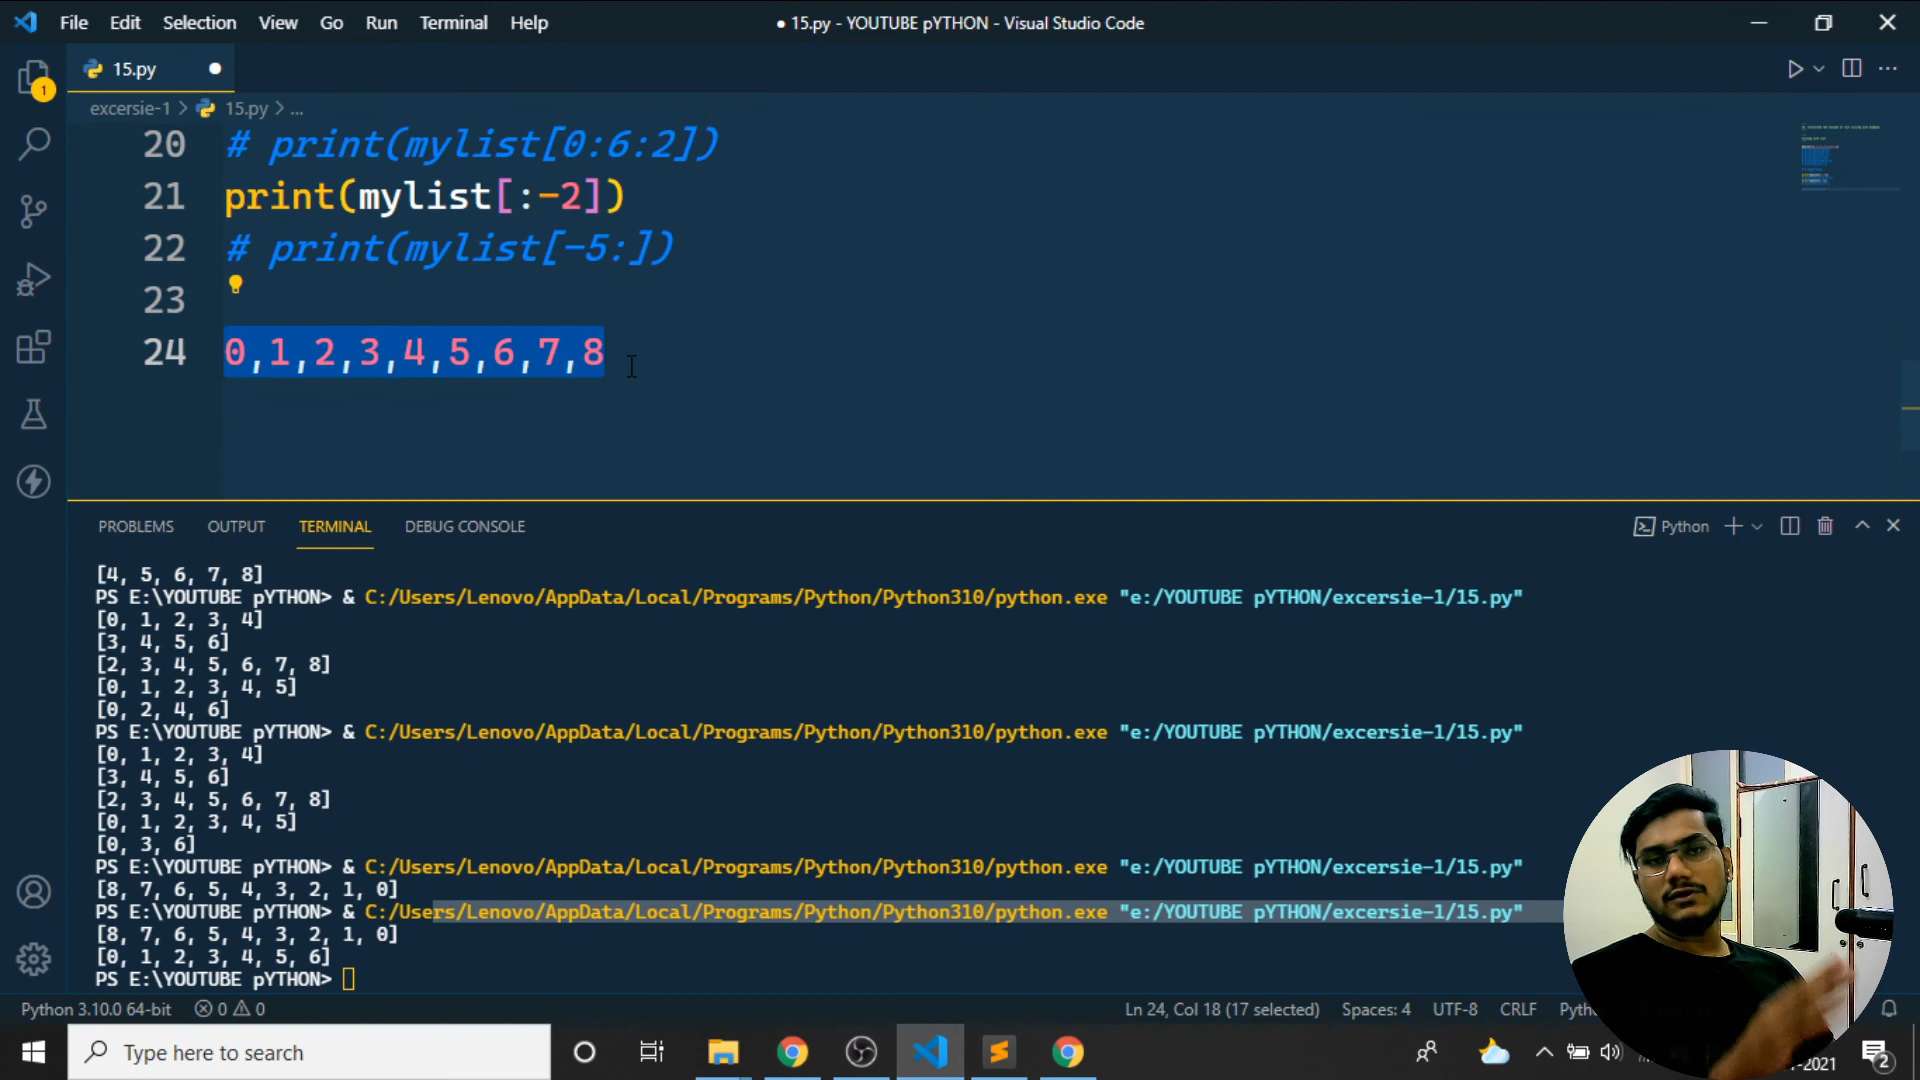 File Edit Selection View Go Run Terminal Help
● 15.py - YOUTUBE pYTHON - Visual Studio Code
15.py
1
excersie-1 > 15.py > ...
20 # print(mylist[0:6:2])
21 print(mylist[:-2])
22 # print(mylist[-5:])
23
24 0,1,2,3,4,5,6,7,8
PROBLEMS OUTPUT TERMINAL DEBUG CONSOLE
Python
[4, 5, 6, 7, 8]
PS E:\YOUTUBE pYTHON> & C:/Users/Lenovo/AppData/Local/Programs/Python/Python310/python.exe "e:/YOUTUBE pYTHON/excersie-1/15.py"
[0, 1, 2, 3, 4]
[3, 4, 5, 6]
[2, 3, 4, 5, 6, 7, 8]
[0, 1, 2, 3, 4, 5]
[0, 2, 4, 6]
PS E:\YOUTUBE pYTHON> & C:/Users/Lenovo/AppData/Local/Programs/Python/Python310/python.exe "e:/YOUTUBE pYTHON/excersie-1/15.py"
[0, 1, 2, 3, 4]
[3, 4, 5, 6]
[2, 3, 4, 5, 6, 7, 8]
[0, 1, 2, 3, 4, 5]
[0, 3, 6]
PS E:\YOUTUBE pYTHON> & C:/Users/Lenovo/AppData/Local/Programs/Python/Python310/python.exe "e:/YOUTUBE pYTHON/excersie-1/15.py"
[8, 7, 6, 5, 4, 3, 2, 1, 0]
PS E:\YOUTUBE pYTHON> & C:/Users/Lenovo/AppData/Local/Programs/Python/Python310/python.exe "e:/YOUTUBE pYTHON/excersie-1/15.py"
[8, 7, 6, 5, 4, 3, 2, 1, 0]
[0, 1, 2, 3, 4, 5, 6]
PS E:\YOUTUBE pYTHON>
Python 3.10.0 64-bit 0 0
Ln 24, Col 18 (17 selected) Spaces: 4 UTF-8 CRLF
Type here to search
2